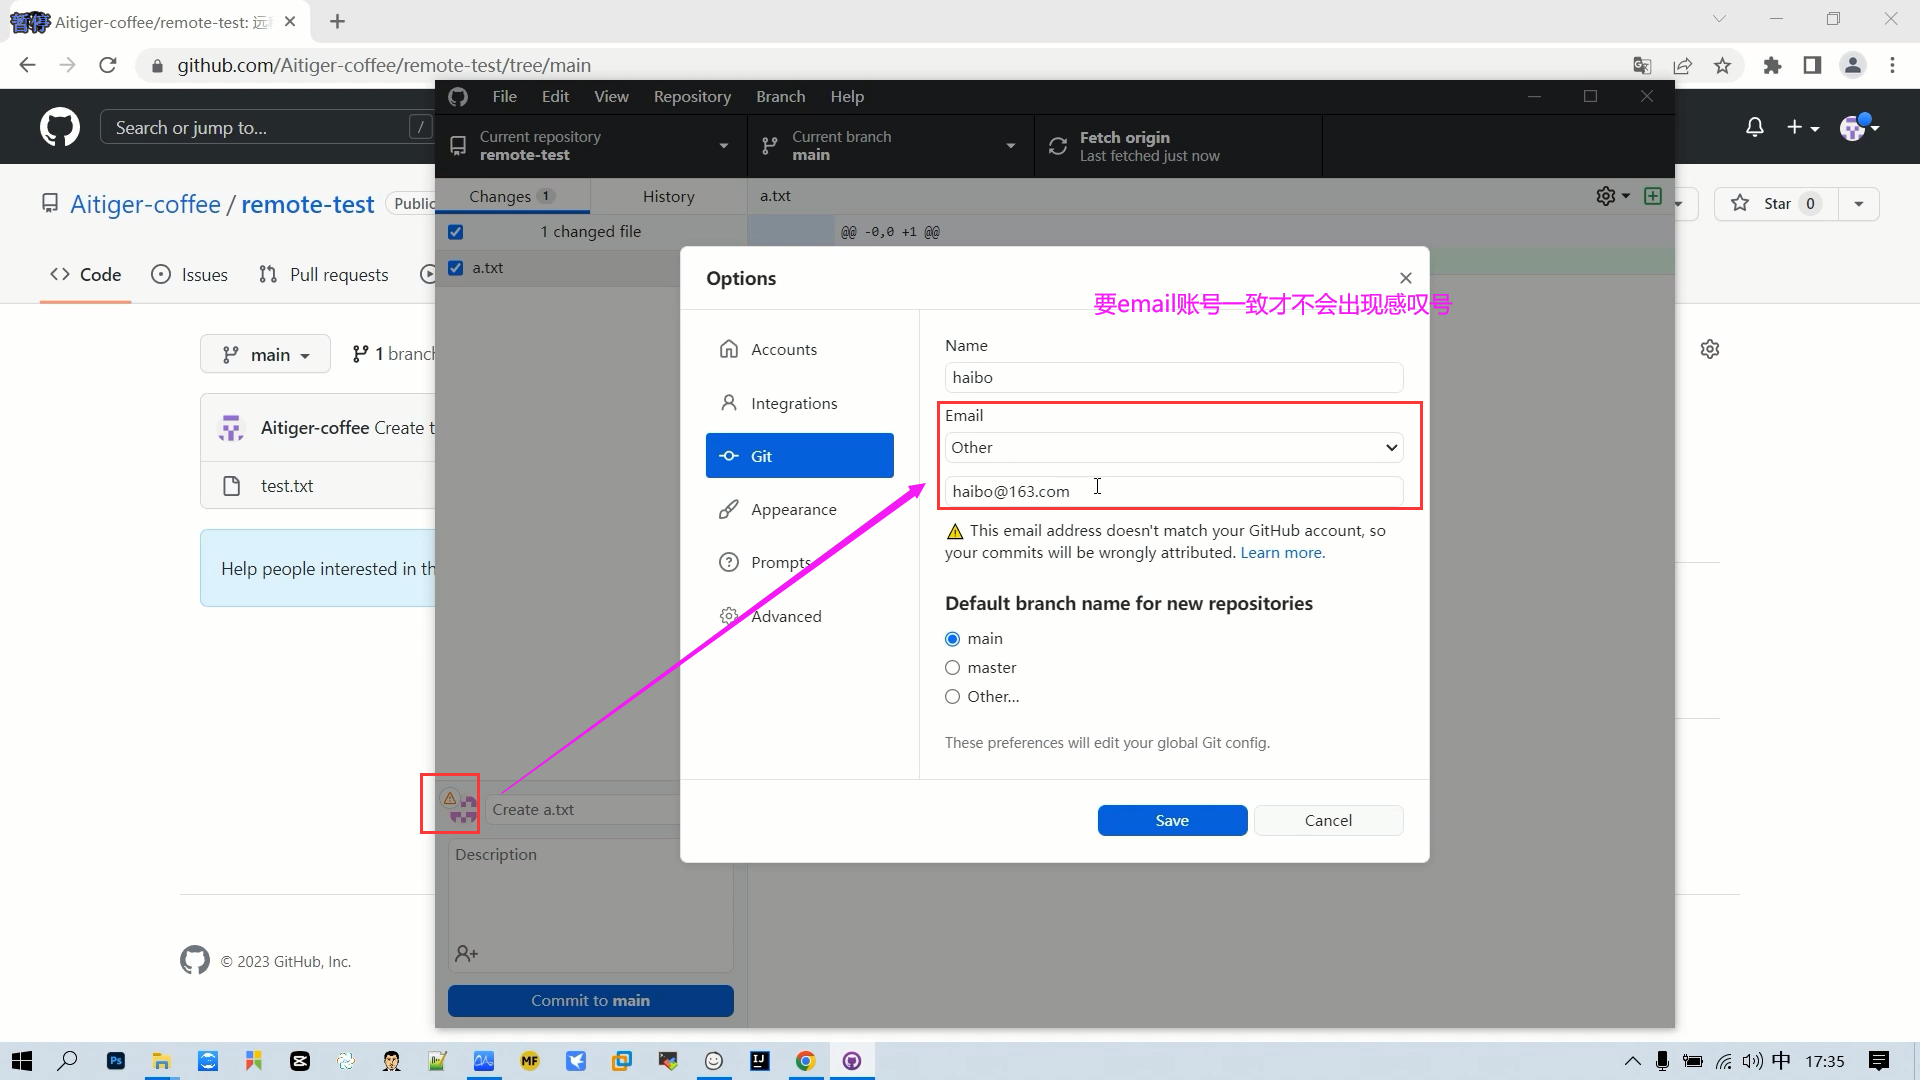 暂停
Aitiger-coffee/remote-test: 远
github.com/Aitiger-coffee/remote-test/tree/main
Search or jump to...
/
Aitiger-coffee / remote-test
Public
Star 0
Code
Issues
Pull requests
main
1 branch
Aitiger-coffee Create t
test.txt
Help people interested in th
© 2023 GitHub, Inc.
File Edit View Repository Branch Help
Current repository
remote-test
Current branch
main
Fetch origin
Last fetched just now
Changes 1
History
a.txt
1 changed file
@@ -0,0 +1 @@
a.txt
Options
要email账号一致才不会出现感叹号
Accounts
Integrations
Git
Appearance
Prompts
Advanced
Name
haibo
Email
Other
haibo@163.com
This email address doesn't match your GitHub account, so
your commits will be wrongly attributed. Learn more.
Default branch name for new repositories
main
master
Other...
These preferences will edit your global Git config.
Save
Cancel
Create a.txt
Description
Commit to main
Ps
MF
IJ
中
17:35